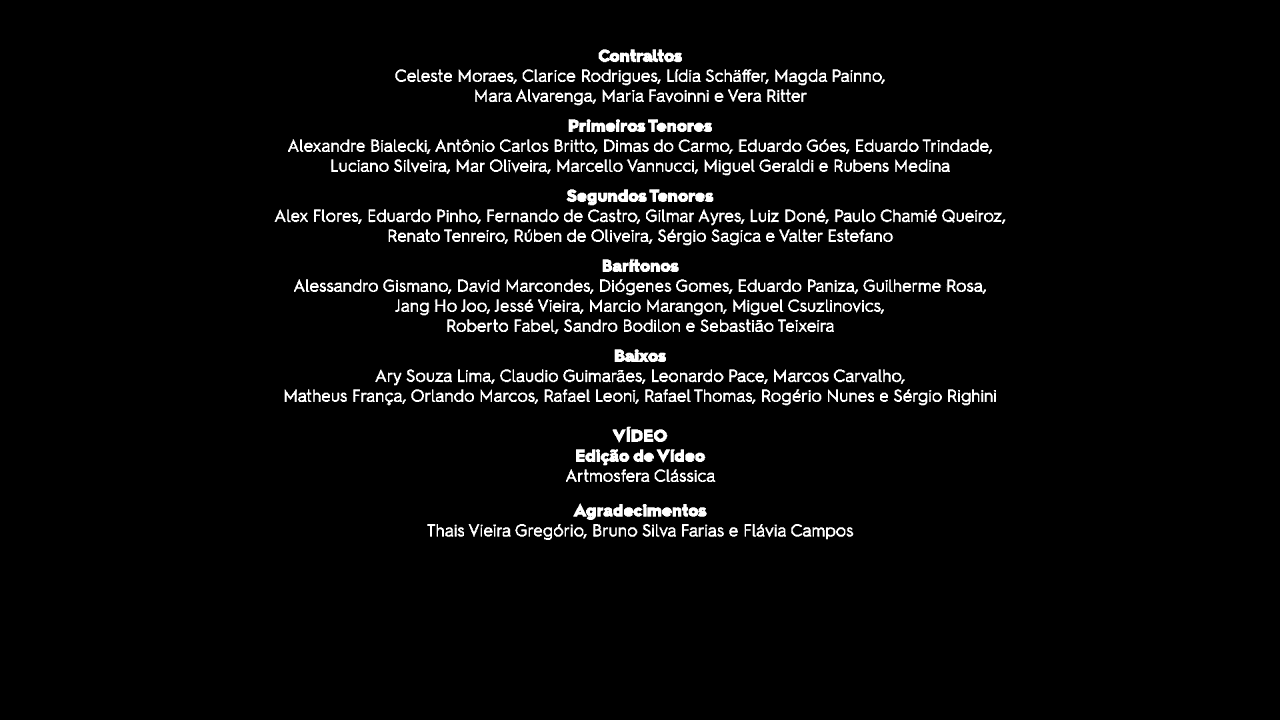 Contraltos
Celeste Moraes, Clarice Rodrigues, Lídia Schäffer, Magda Painno,
Mara Alvarenga, Maria Favoinni e Vera Ritter
Primeiros Tenores
Alexandre Bialecki, Antônio Carlos Britto, Dimas do Carmo, Eduardo Góes, Eduardo Trindade,
Luciano Silveira, Mar Oliveira, Marcello Vannucci, Miguel Geraldi e Rubens Medina
Segundos Tenores
Alex Flores, Eduardo Pinho, Fernando de Castro, Gilmar Ayres, Luiz Doné, Paulo Chamié Queiroz,
Renato Tenreiro, Rúben de Oliveira, Sérgio Sagica e Valter Estefano
Barítonos
Alessandro Gismano, David Marcondes, Diógenes Gomes, Eduardo Paniza, Guilherme Rosa,
Jang Ho Joo, Jessé Vieira, Marcio Marangon, Miguel Csuzlinovics,
Roberto Fabel, Sandro Bodilon e Sebastião Teixeira
Baixos
Ary Souza Lima, Claudio Guimarães, Leonardo Pace, Marcos Carvalho,
Matheus França, Orlando Marcos, Rafael Leoni, Rafael Thomas, Rogério Nunes e Sérgio Righini
VÍDEO
Edição de Vídeo
Artmosfera Clássica
Agradecimentos
Thais Vieira Gregório, Bruno Silva Farias e Flávia Campos